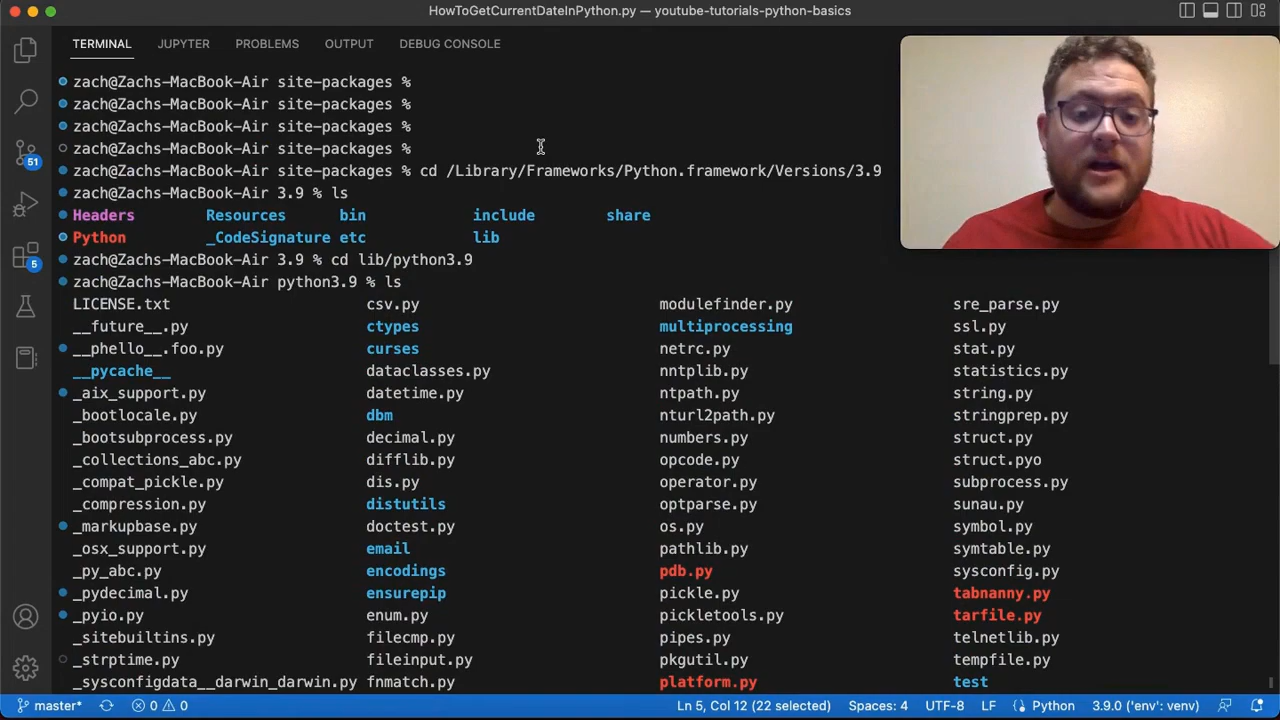 HowToGetCurrentDateInPython.py — youtube-tutorials-python-basics
TERMINAL JUPYTER PROBLEMS OUTPUT DEBUG CONSOLE
zach@Zachs-MacBook-Air site-packages %
zach@Zachs-MacBook-Air site-packages %
zach@Zachs-MacBook-Air site-packages %
zach@Zachs-MacBook-Air site-packages %
zach@Zachs-MacBook-Air site-packages % cd /Library/Frameworks/Python.framework/Versions/3.9
zach@Zachs-MacBook-Air 3.9 % ls
Headers Resources bin include share
Python _CodeSignature etc lib
zach@Zachs-MacBook-Air 3.9 % cd lib/python3.9
zach@Zachs-MacBook-Air python3.9 % ls
LICENSE.txt csv.py modulefinder.py sre_parse.py
__future__.py ctypes multiprocessing ssl.py
__phello__.foo.py curses netrc.py stat.py
__pycache__ dataclasses.py nntplib.py statistics.py
_aix_support.py datetime.py ntpath.py string.py
_bootlocale.py dbm nturl2path.py stringprep.py
_bootsubprocess.py decimal.py numbers.py struct.py
_collections_abc.py difflib.py opcode.py struct.pyo
_compat_pickle.py dis.py operator.py subprocess.py
_compression.py distutils optparse.py sunau.py
_markupbase.py doctest.py os.py symbol.py
_osx_support.py email pathlib.py symtable.py
_py_abc.py encodings pdb.py sysconfig.py
_pydecimal.py ensurepip pickle.py tabnanny.py
_pyio.py enum.py pickletools.py tarfile.py
_sitebuiltins.py filecmp.py pipes.py telnetlib.py
_strptime.py fileinput.py pkgutil.py tempfile.py
_sysconfigdata__darwin_darwin.py fnmatch.py platform.py test
51
5
master* 0 0 Ln 5, Col 12 (22 selected) Spaces: 4 UTF-8 LF Python 3.9.0 ('env': venv)